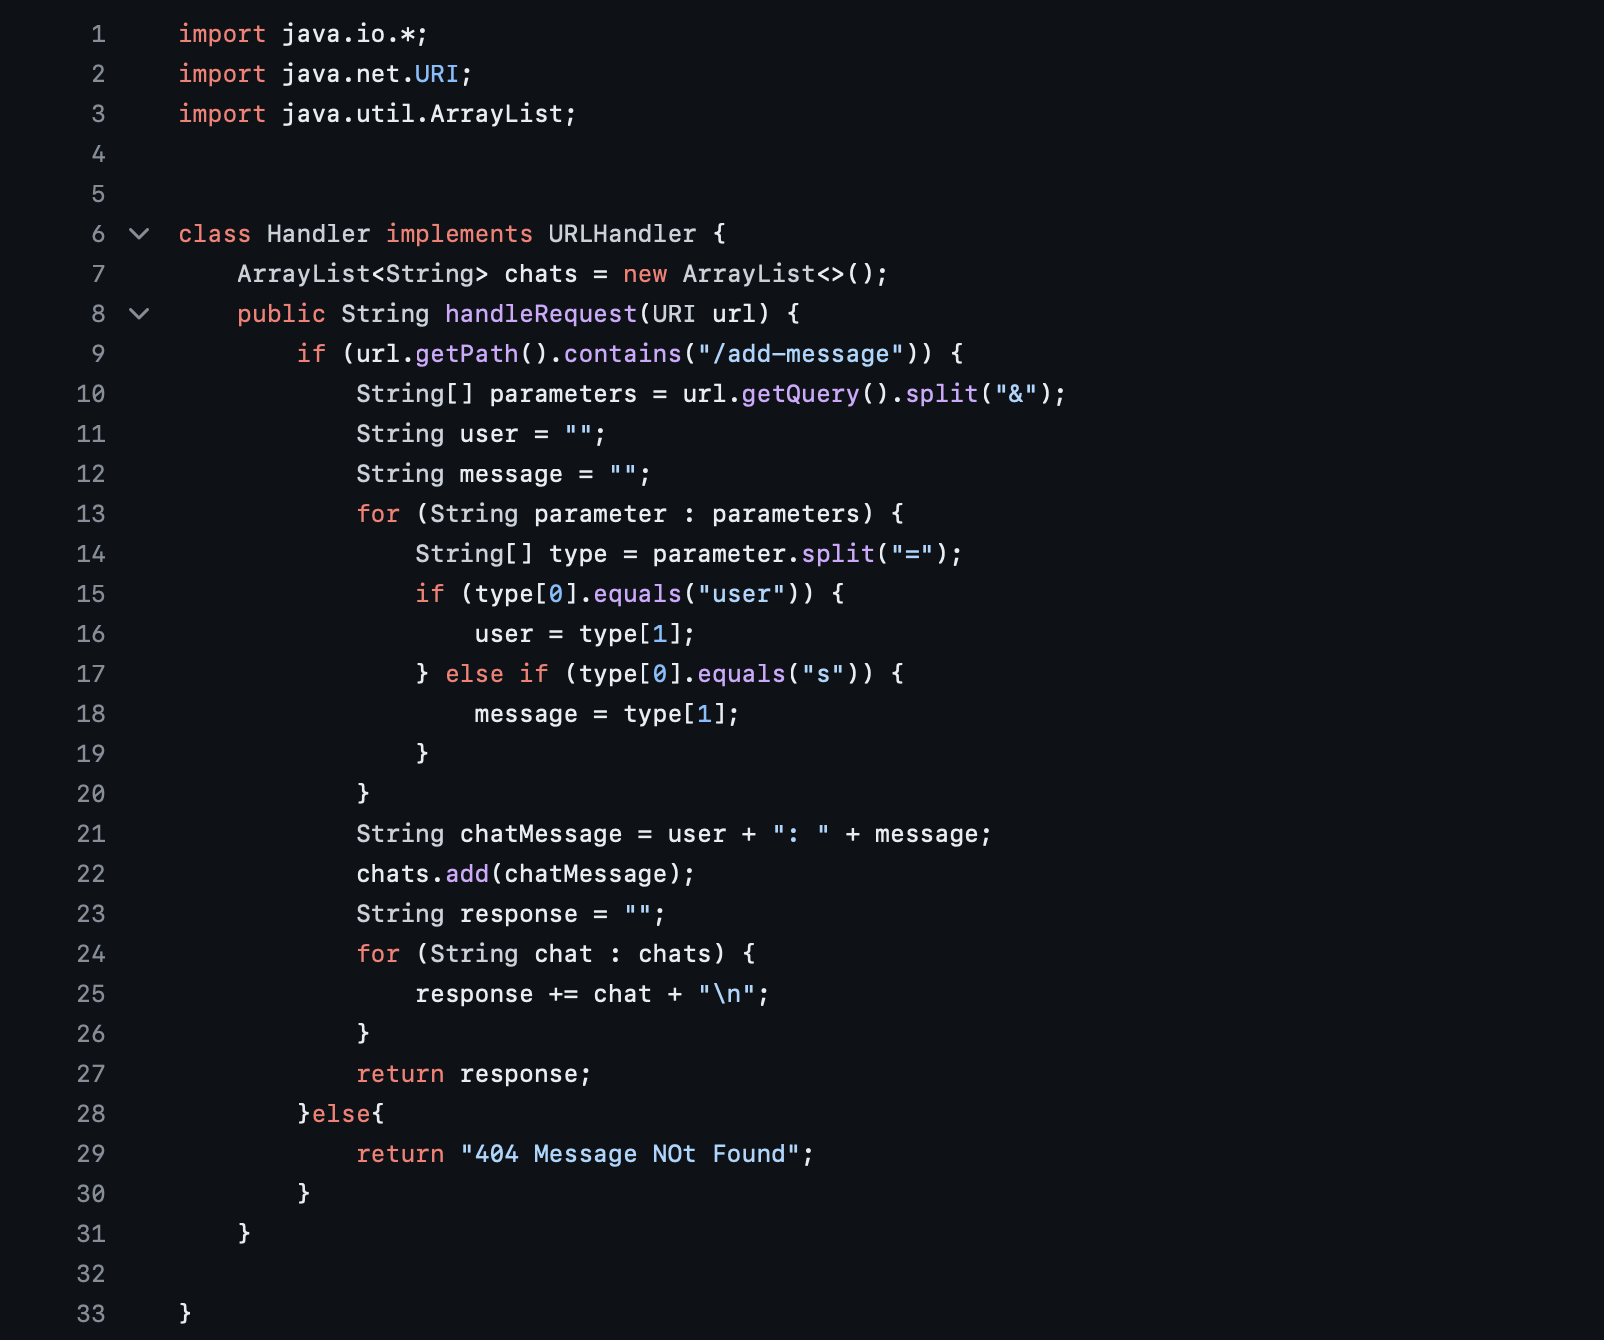 1 import java.io.*;
2 import java.net.URI;
3 import java.util.ArrayList;
4
5
6 class Handler implements URLHandler {
7     ArrayList<String> chats = new ArrayList<>();
8     public String handleRequest(URI url) {
9         if (url.getPath().contains("/add-message")) {
10             String[] parameters = url.getQuery().split("&");
11             String user = "";
12             String message = "";
13             for (String parameter : parameters) {
14                 String[] type = parameter.split("=");
15                 if (type[0].equals("user")) {
16                     user = type[1];
17                 } else if (type[0].equals("s")) {
18                     message = type[1];
19                 }
20             }
21             String chatMessage = user + ": " + message;
22             chats.add(chatMessage);
23             String response = "";
24             for (String chat : chats) {
25                 response += chat + "\n";
26             }
27             return response;
28         }else{
29             return "404 Message NOt Found";
30         }
31     }
32
33 }